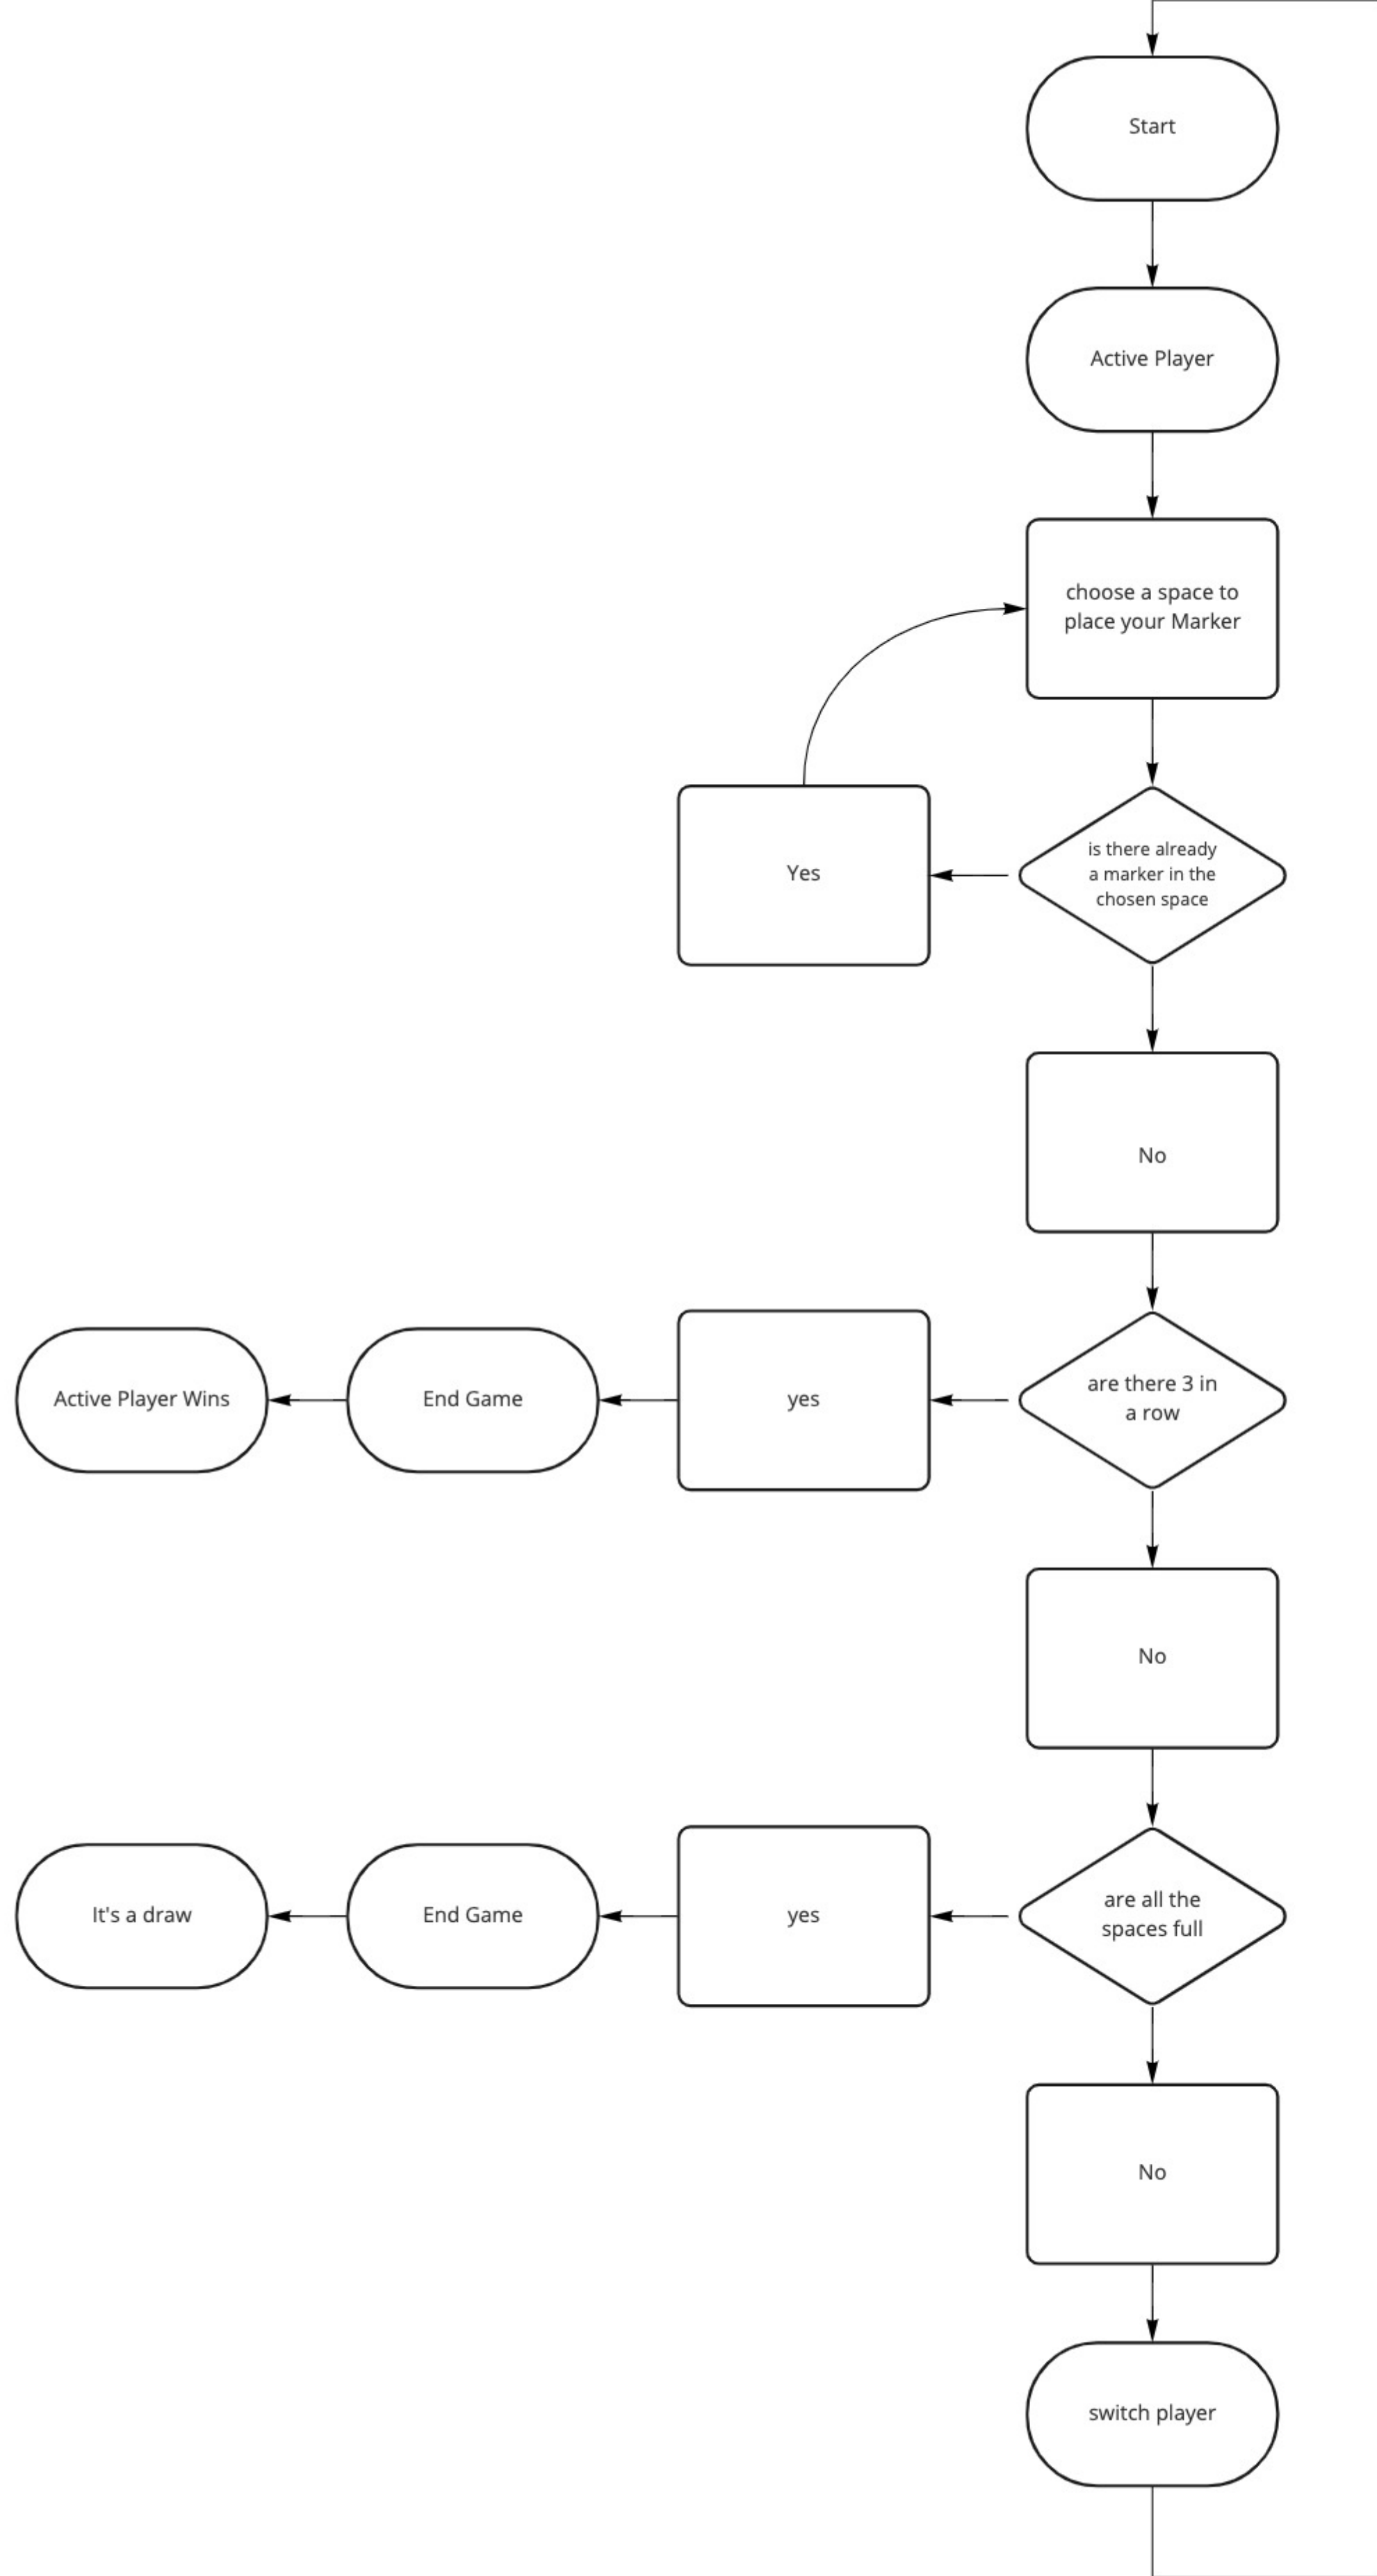 Start
Active Player
choose a space to
place your Marker
is there already
a marker in the
chosen space
Yes
No
are there 3 in
a row
yes
End Game
Active Player Wins
No
are all the
spaces full
yes
End Game
It's a draw
No
switch player